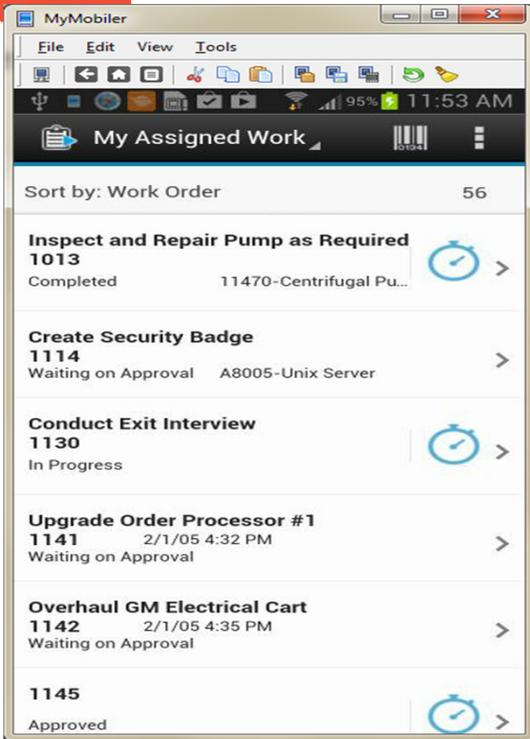 MyMobiler
File Edit View Tools
95% 11:53 AM
My Assigned Work
0134
Sort by: Work Order 56
Inspect and Repair Pump as Required
1013
Completed 11470-Centrifugal Pu...
Create Security Badge
1114
Waiting on Approval A8005-Unix Server
Conduct Exit Interview
1130
In Progress
Upgrade Order Processor #1
1141 2/1/05 4:32 PM
Waiting on Approval
Overhaul GM Electrical Cart
1142 2/1/05 4:35 PM
Waiting on Approval
1145
Approved